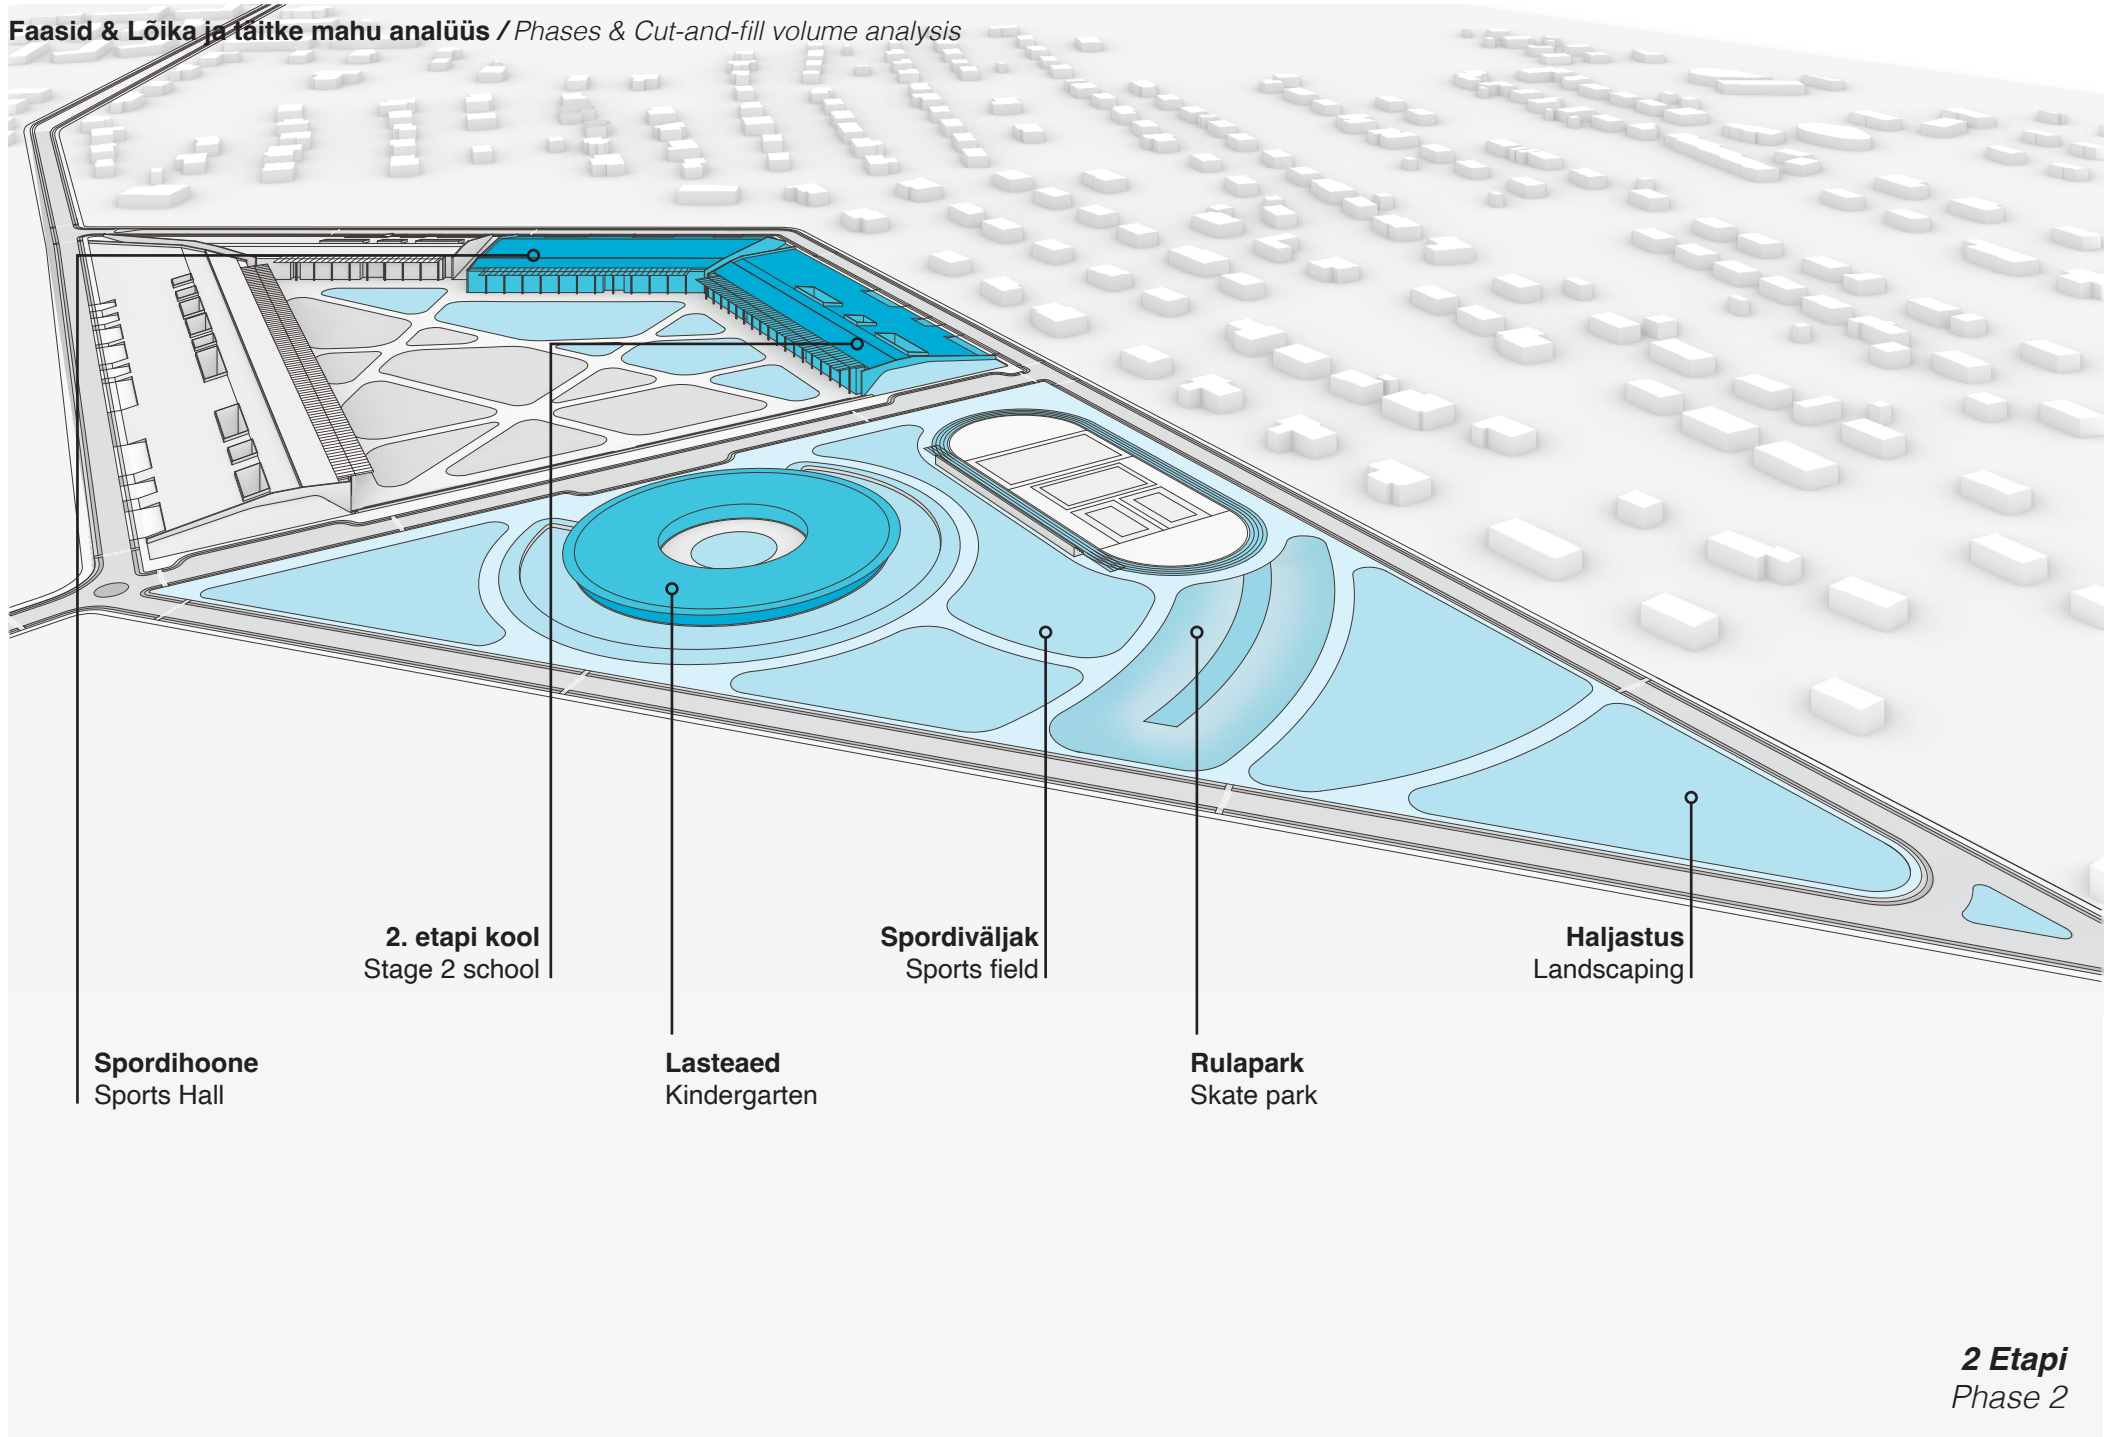 Faasid & Lõika ja täitke mahu analüüs / Phases & Cut-and-fill volume analysis
2. etapi kool
Stage 2 school
Spordiväljak
Sports field
Haljastus
Landscaping
Spordihoone
Sports Hall
Lasteaed
Kindergarten
Rulapark
Skate park
2 Etapi
Phase 2